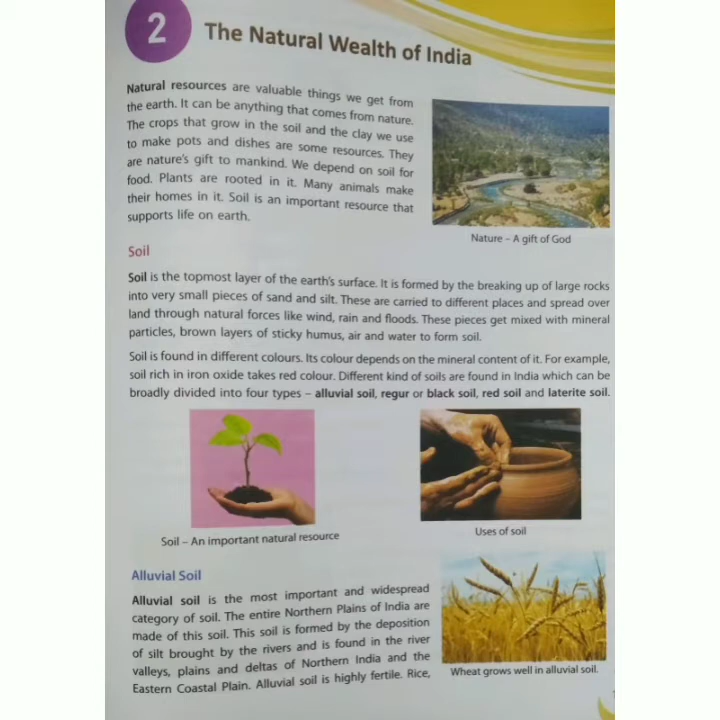 2
The Natural Wealth of India
Natural resources are valuable things we get from
the earth. It can be anything that comes from nature.
The crops that grow in the soil and the clay we use
to make pots and dishes are some resources. They
are nature's gift to mankind. We depend on soil for
food. Plants are rooted in it. Many animals make
their homes in it. Soil is an important resource that
supports life on earth.
Nature – A gift of God
Soil
Soil is the topmost layer of the earth's surface. It is formed by the breaking up of large rocks
into very small pieces of sand and silt. These are carried to different places and spread over
land through natural forces like wind, rain and floods. These pieces get mixed with mineral
particles, brown layers of sticky humus, air and water to form soil.
Soil is found in different colours. Its colour depends on the mineral content of it. For example,
soil rich in iron oxide takes red colour. Different kind of soils are found in India which can be
broadly divided into four types – alluvial soil, regur or black soil, red soil and laterite soil.
Soil – An important natural resource
Uses of soil
Alluvial Soil
Alluvial soil is the most important and widespread
category of soil. The entire Northern Plains of India are
made of this soil. This soil is formed by the deposition
of silt brought by the rivers and is found in the river
valleys, plains and deltas of Northern India and the
Eastern Coastal Plain. Alluvial soil is highly fertile. Rice,
Wheat grows well in alluvial soil.